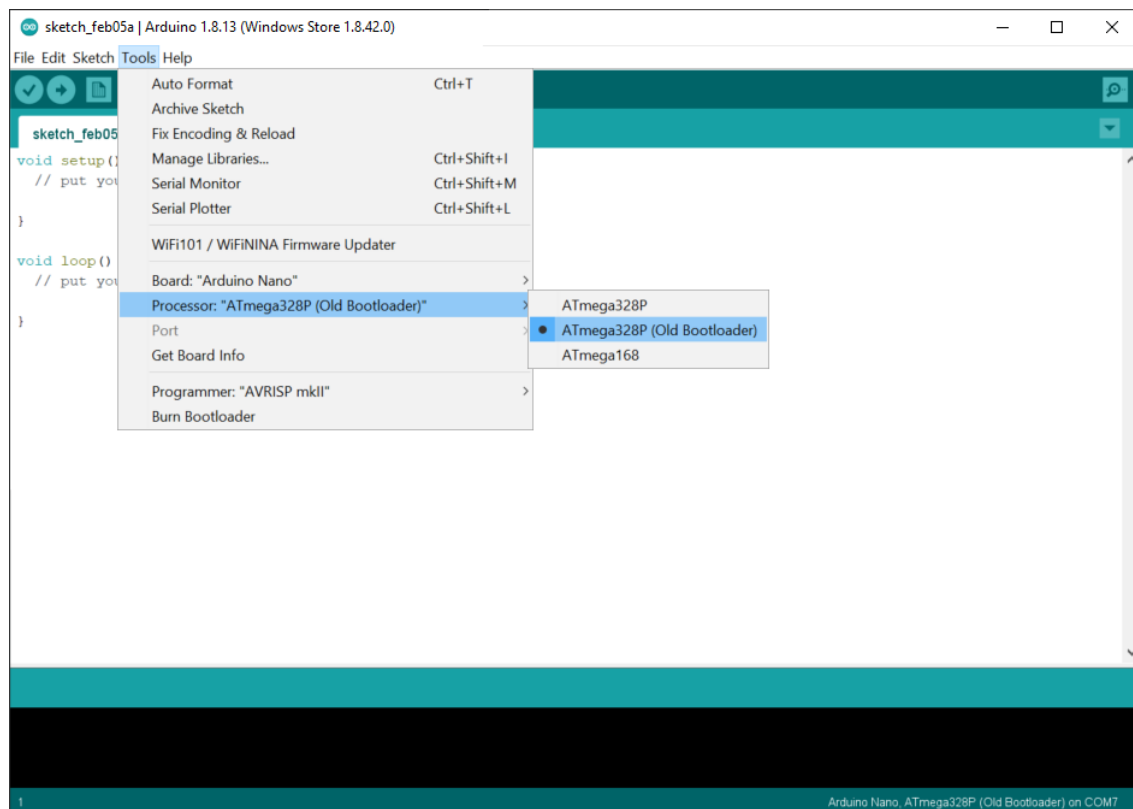 sketch_feb05a | Arduino 1.8.13 (Windows Store 1.8.42.0)
File Edit Sketch Tools Help
sketch_feb05
void setup()
// put you
}
void loop()
// put you
}
Auto Format Ctrl+T
Archive Sketch
Fix Encoding & Reload
Manage Libraries... Ctrl+Shift+I
Serial Monitor Ctrl+Shift+M
Serial Plotter Ctrl+Shift+L
WiFi101 / WiFiNINA Firmware Updater
Board: "Arduino Nano"
Processor: "ATmega328P (Old Bootloader)"
Port
Get Board Info
Programmer: "AVRISP mkII"
Burn Bootloader
ATmega328P
ATmega328P (Old Bootloader)
ATmega168
1 Arduino Nano, ATmega328P (Old Bootloader) on COM7